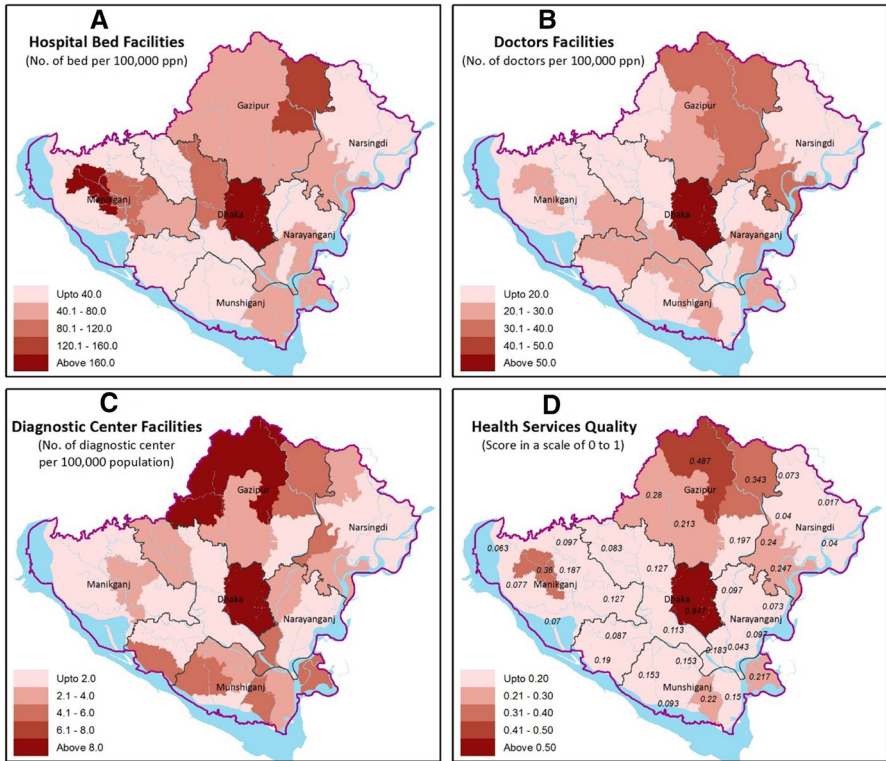 A
Hospital Bed Facilities
(No. of bed per 100,000 ppn)
Gazipur
Narsingdi
Manikganj
Dhaka
Narayanganj
Munshiganj
Upto 40.0
40.1 - 80.0
80.1 - 120.0
120.1 - 160.0
Above 160.0
B
Doctors Facilities
(No. of doctors per 100,000 ppn)
Gazipur
Narsingdi
Manikganj
Dhaka
Narayanganj
Munshiganj
Upto 20.0
20.1 - 30.0
30.1 - 40.0
40.1 - 50.0
Above 50.0
C
Diagnostic Center Facilities
(No. of diagnostic center
per 100,000 population)
Gazipur
Narsingdi
Manikganj
Dhaka
Narayanganj
Munshiganj
Upto 2.0
2.1 - 4.0
4.1 - 6.0
6.1 - 8.0
Above 8.0
D
Health Services Quality
(Score in a scale of 0 to 1)
0.487
0.343
0.073
Gazipur
0.28
0.017
0.04
0.213
Narsingdi
0.197
0.24
0.04
0.063
0.097
0.083
0.36
0.187
0.127
0.247
0.077
Manikganj
0.097
0.127
Dhaka
0.947
0.073
0.07
Narayanganj
0.087
0.113
0.097
0.183
0.043
0.19
0.153
0.153
0.217
Munshiganj
0.22
0.15
0.093
Upto 0.20
0.21 - 0.30
0.31 - 0.40
0.41 - 0.50
Above 0.50